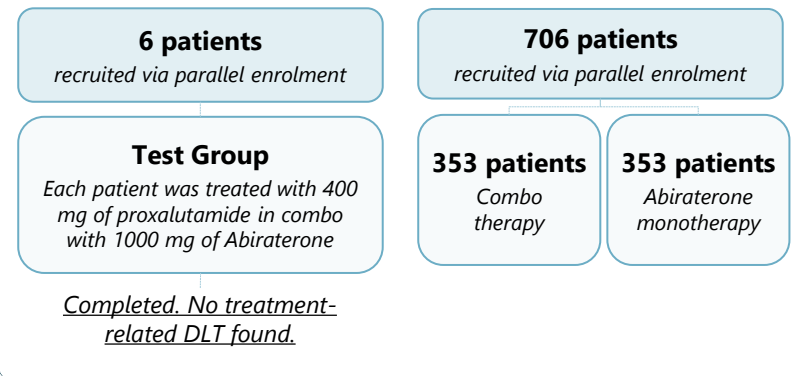 6 patients
recruited via parallel enrolment
Test Group
Each patient was treated with 400
mg of proxalutamide in combo
with 1000 mg of Abiraterone
Completed. No treatment-
related DLT found.
706 patients
recruited via parallel enrolment
353 patients
Combo
therapy
353 patients
Abiraterone
monotherapy